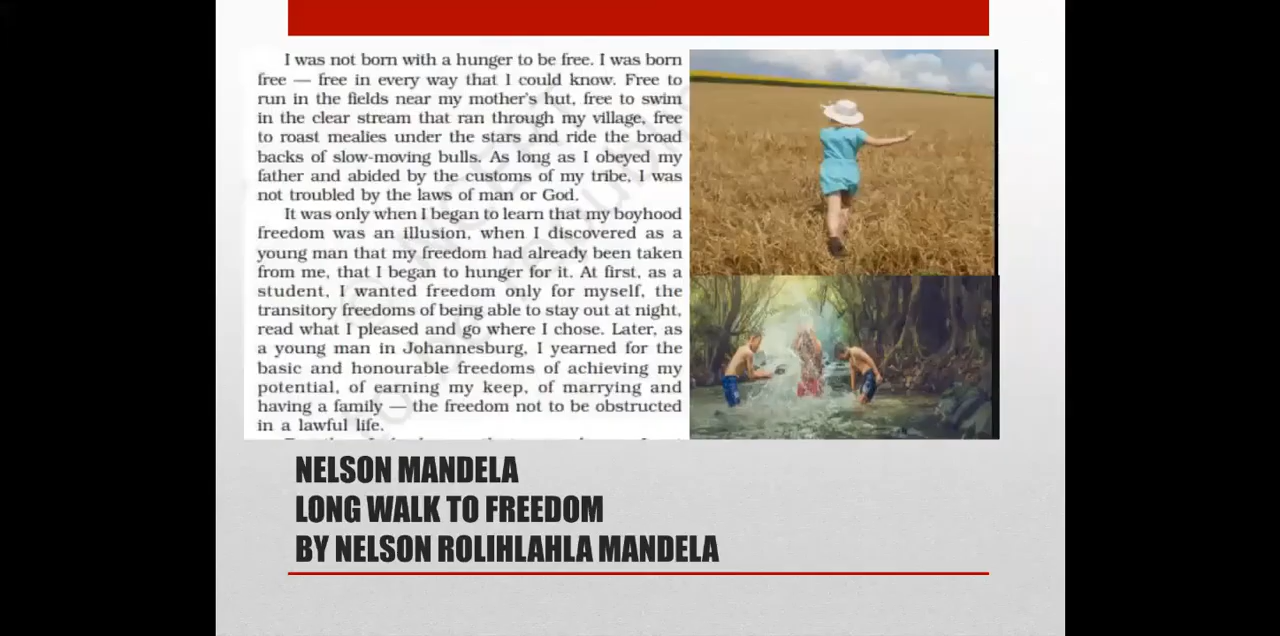 I was not born with a hunger to be free. I was born
free — free in every way that I could know. Free to
run in the fields near my mother's hut, free to swim
in the clear stream that ran through my village, free
to roast mealies under the stars and ride the broad
backs of slow-moving bulls. As long as I obeyed my
father and abided by the customs of my tribe, I was
not troubled by the laws of man or God.
It was only when I began to learn that my boyhood
freedom was an illusion, when I discovered as a
young man that my freedom had already been taken
from me, that I began to hunger for it. At first, as a
student, I wanted freedom only for myself, the
transitory freedoms of being able to stay out at night,
read what I pleased and go where I chose. Later, as
a young man in Johannesburg, I yearned for the
basic and honourable freedoms of achieving my
potential, of earning my keep, of marrying and
having a family — the freedom not to be obstructed
in a lawful life.
NELSON MANDELA
LONG WALK TO FREEDOM
BY NELSON ROLIHLAHLA MANDELA